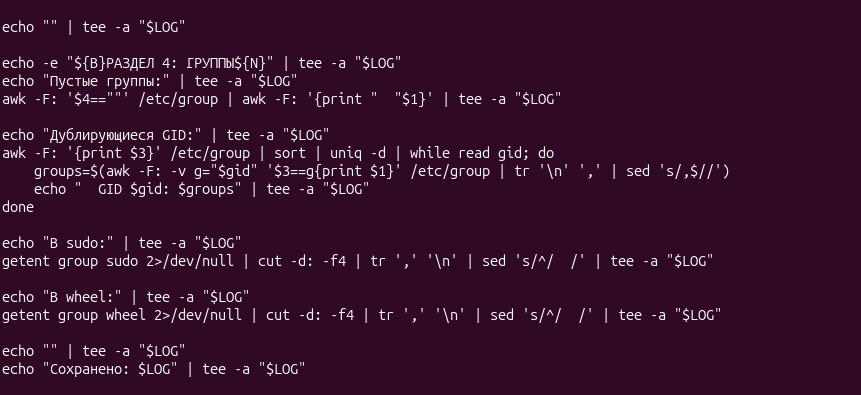 echo "" | tee -a "$LOG"
echo -e "${B}РАЗДЕЛ 4: ГРУППЫ${N}" | tee -a "$LOG"
echo "Пустые группы:" | tee -a "$LOG"
awk -F: '$4==""' /etc/group | awk -F: '{print "  "$1}' | tee -a "$LOG"
echo "Дублирующиеся GID:" | tee -a "$LOG"
awk -F: '{print $3}' /etc/group | sort | uniq -d | while read gid; do
    groups=$(awk -F: -v g="$gid" '$3==g{print $1}' /etc/group | tr '\n' ',' | sed 's/,$//')
    echo "  GID $gid: $groups" | tee -a "$LOG"
done
echo "В sudo:" | tee -a "$LOG"
getent group sudo 2>/dev/null | cut -d: -f4 | tr ',' '\n' | sed 's/^/  /' | tee -a "$LOG"
echo "В wheel:" | tee -a "$LOG"
getent group wheel 2>/dev/null | cut -d: -f4 | tr ',' '\n' | sed 's/^/  /' | tee -a "$LOG"
echo "" | tee -a "$LOG"
echo "Сохранено: $LOG" | tee -a "$LOG"